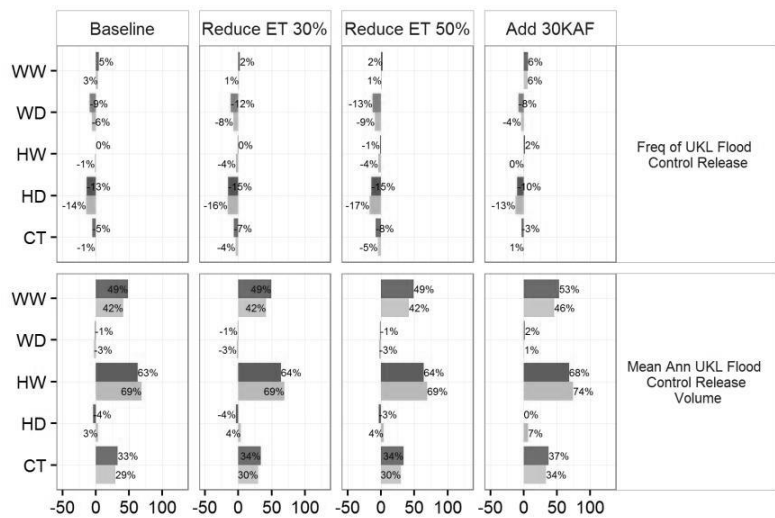 Baseline Reduce ET 30% Reduce ET 50% Add 30KAF
WW 5% 2% 2% 6%
3% 1% 1% 6%
WD -9% -12% -13% -8%
-6% -8% -9% -4%
HW 0% 0% -1% 2%
-1% -4% -4% 0%
HD -13% -15% -15% -10%
-14% -16% -17% -13%
CT -5% -7% -8% -3%
-1% -4% -5% 1%
Freq of UKL Flood
Control Release
WW 49% 49% 49% 53%
42% 42% 42% 46%
WD -1% -1% -1% 2%
-3% -3% -3% 1%
HW 63% 64% 64% 68%
69% 69% 69% 74%
HD -4% -4% -3% 0%
3% 4% 4% 7%
CT 33% 34% 34% 37%
29% 30% 30% 34%
Mean Ann UKL Flood
Control Release
Volume
-50 0 50 100 -50 0 50 100 -50 0 50 100 -50 0 50 100